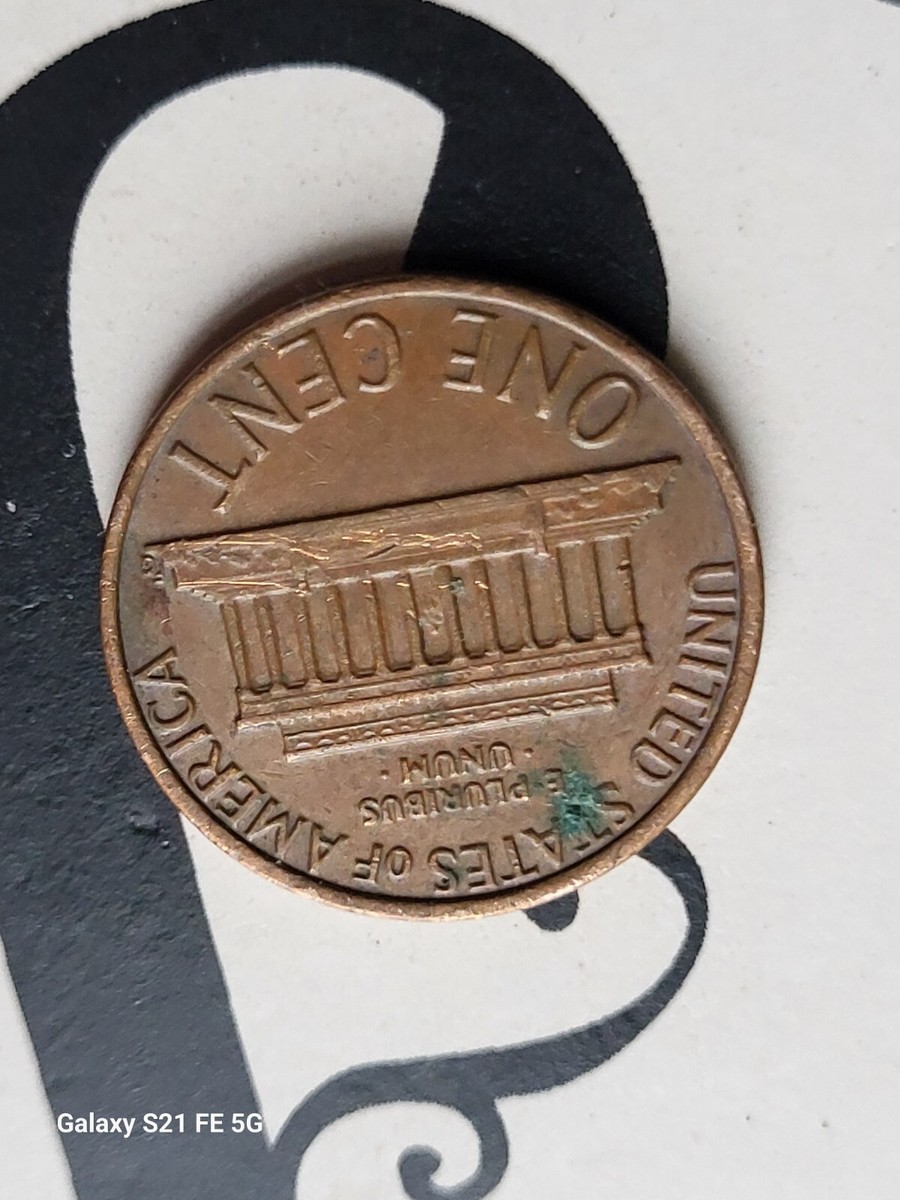 UNITED STATES OF AMERICA
E PLURIBUS
UNUM
ONE CENT
Galaxy S21 FE 5G